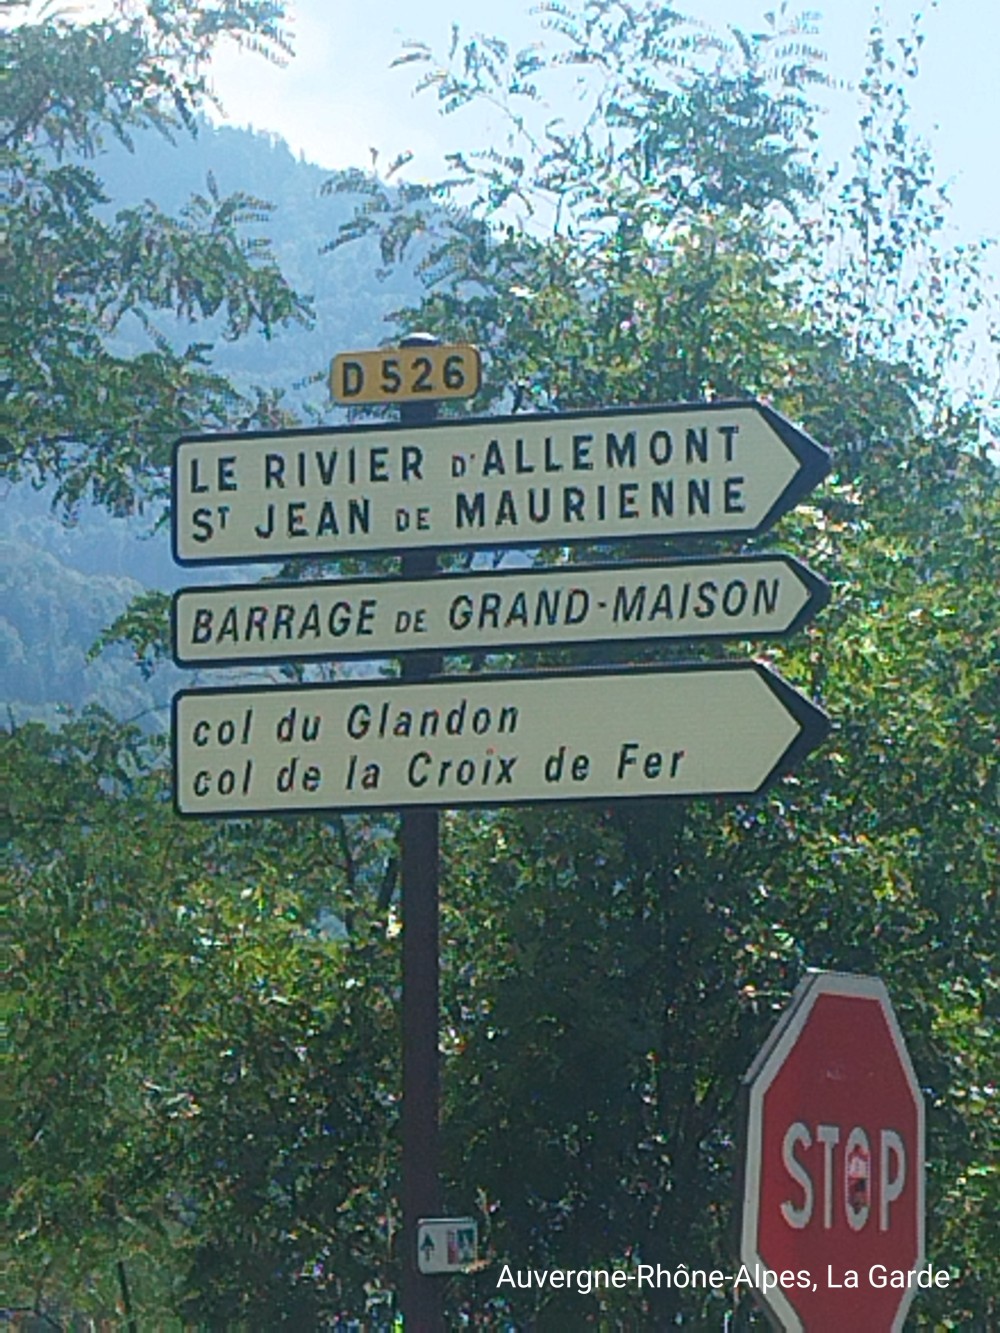 D 526
LE RIVIER D'ALLEMONT
ST JEAN DE MAURIENNE
BARRAGE DE GRAND-MAISON
col du Glandon
col de la Croix de Fer
STOP
Auvergne-Rhône-Alpes, La Garde